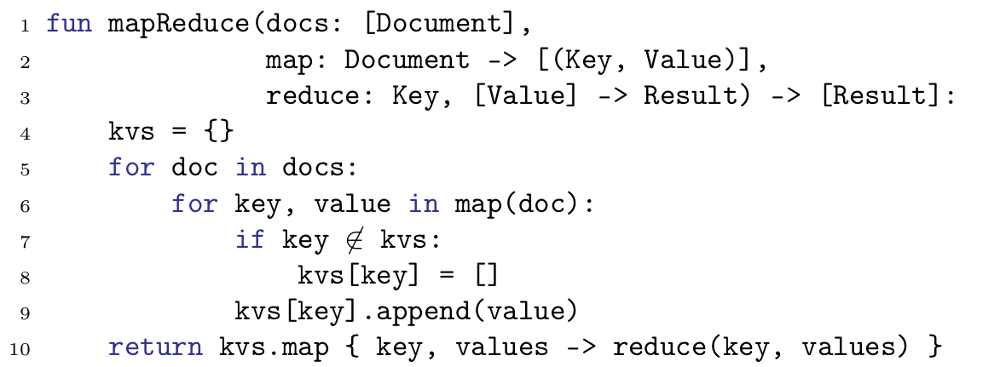 1 fun mapReduce(docs: [Document],
2               map: Document -> [(Key, Value)],
3               reduce: Key, [Value] -> Result) -> [Result]:
4     kvs = {}
5     for doc in docs:
6         for key, value in map(doc):
7             if key ∉ kvs:
8                 kvs[key] = []
9             kvs[key].append(value)
10     return kvs.map { key, values -> reduce(key, values) }